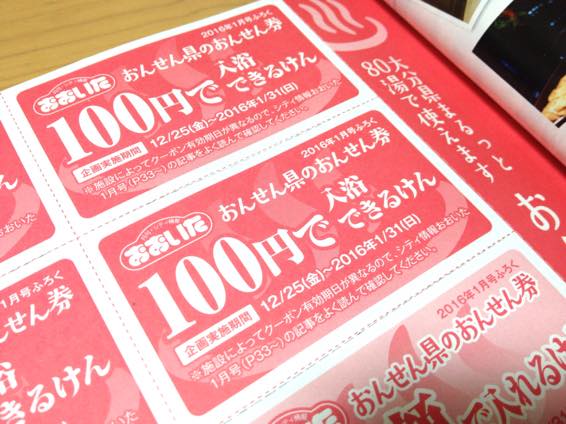 2016年1月号ふろく
おおいた
おんせん県のおんせん券
100円で入浴できるけん
企画実施期間 12/25(金)~2016/1/31(日)
※施設によってクーポン有効期日が異なるので、シティ情報おおいた
1月号(P33~)の記事をよく読んで確認してください。
2016年1月号ふろく
おおいた
おんせん県のおんせん券
100円で入浴できるけん
企画実施期間 12/25(金)~2016/1/31(日)
※施設によってクーポン有効期日が異なるので、シティ情報おおいた
1月号(P33~)の記事をよく読んで確認してください。
大分県まるっと
80湯で使えます
お
1月号ふろく
せん券
浴
できるけん
2016年1月号ふろく
おんせん県のおんせん券
で入れるけ